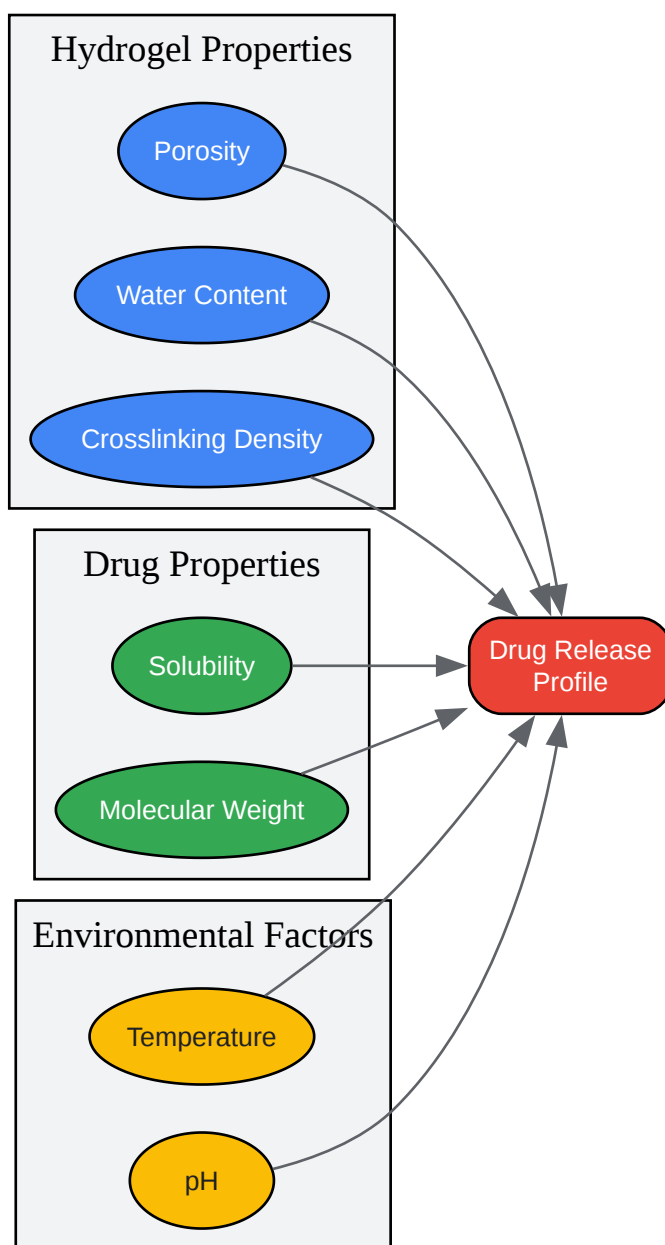 Hydrogel Properties
Porosity
Water Content
Crosslinking Density
Drug Properties
Solubility
Molecular Weight
Drug Release
Profile
Environmental Factors
Temperature
pH